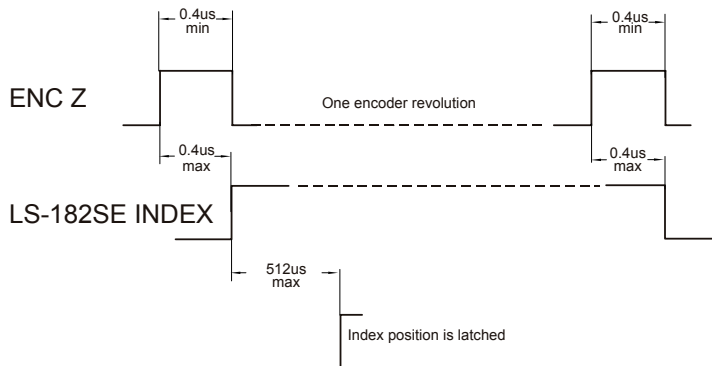 0.4us
min
0.4us
min
ENC Z
One encoder revolution
0.4us
max
0.4us
max
LS-182SE INDEX
512us
max
Index position is latched